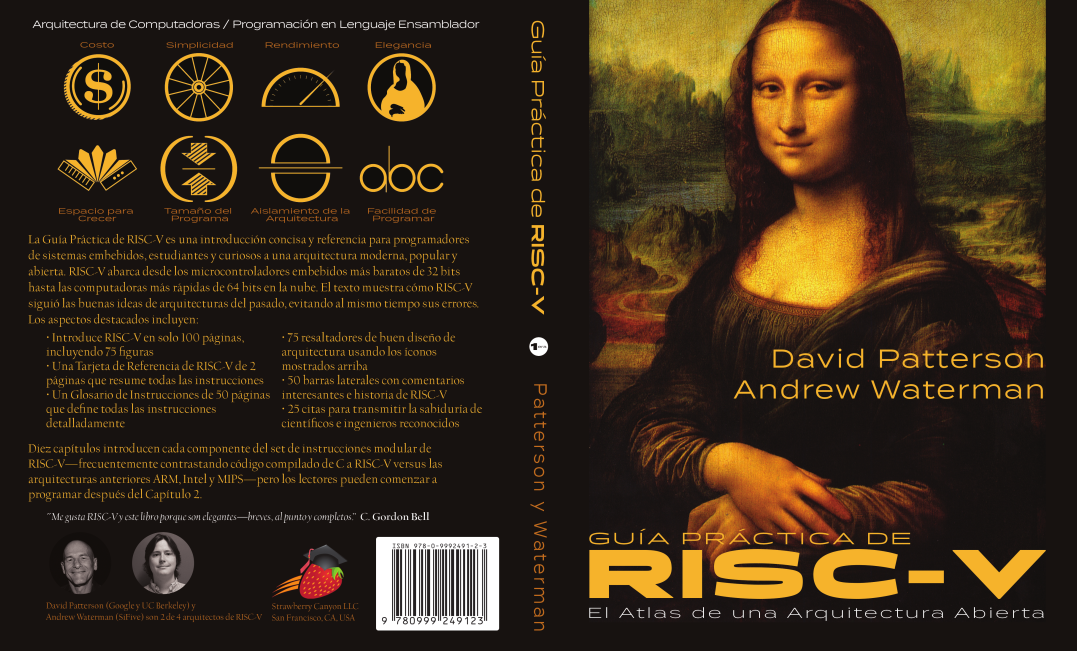 Arquitectura de Computadoras / Programación en Lenguaje Ensamblador
Costo
Simplicidad
Rendimiento
Elegancia
$
abc
Espacio para
Crecer
Tamaño del
Programa
Aislamiento de la
Arquitectura
Facilidad de
Programar
La Guía Práctica de RISC-V es una introducción concisa y referencia para programadores
de sistemas embebidos, estudiantes y curiosos a una arquitectura moderna, popular y
abierta. RISC-V abarca desde los microcontroladores embebidos más baratos de 32 bits
hasta las computadoras más rápidas de 64 bits en la nube. El texto muestra cómo RISC-V
siguió las buenas ideas de arquitecturas del pasado, evitando al mismo tiempo sus errores.
Los aspectos destacados incluyen:
· Introduce RISC-V en solo 100 páginas,
incluyendo 75 figuras
· Una Tarjeta de Referencia de RISC-V de 2
páginas que resume todas las instrucciones
· Un Glosario de Instrucciones de 50 páginas
que define todas las instrucciones
detalladamente
· 75 resaltadores de buen diseño de
arquitectura usando los íconos
mostrados arriba
· 50 barras laterales con comentarios
interesantes e historia de RISC-V
· 25 citas para transmitir la sabiduría de
científicos e ingenieros reconocidos
Diez capítulos introducen cada componente del set de instrucciones modular de
RISC-V—frecuentemente contrastando código compilado de C a RISC-V versus las
arquitecturas anteriores ARM, Intel y MIPS—pero los lectores pueden comenzar a
programar después del Capítulo 2.
“Me gusta RISC-V y este libro porque son elegantes—breves, al punto y completos.” C. Gordon Bell
David Patterson (Google y UC Berkeley) y
Andrew Waterman (SiFive) son 2 de 4 arquitectos de RISC-V
Strawberry Canyon LLC
San Francisco, CA, USA
ISBN 978-0-9992491-2-3
9 780999 249123
Guía Práctica de RISC-V
1
Patterson y Waterman
David Patterson
Andrew Waterman
GUÍA PRÁCTICA DE
RISC-V
El Atlas de una Arquitectura Abierta